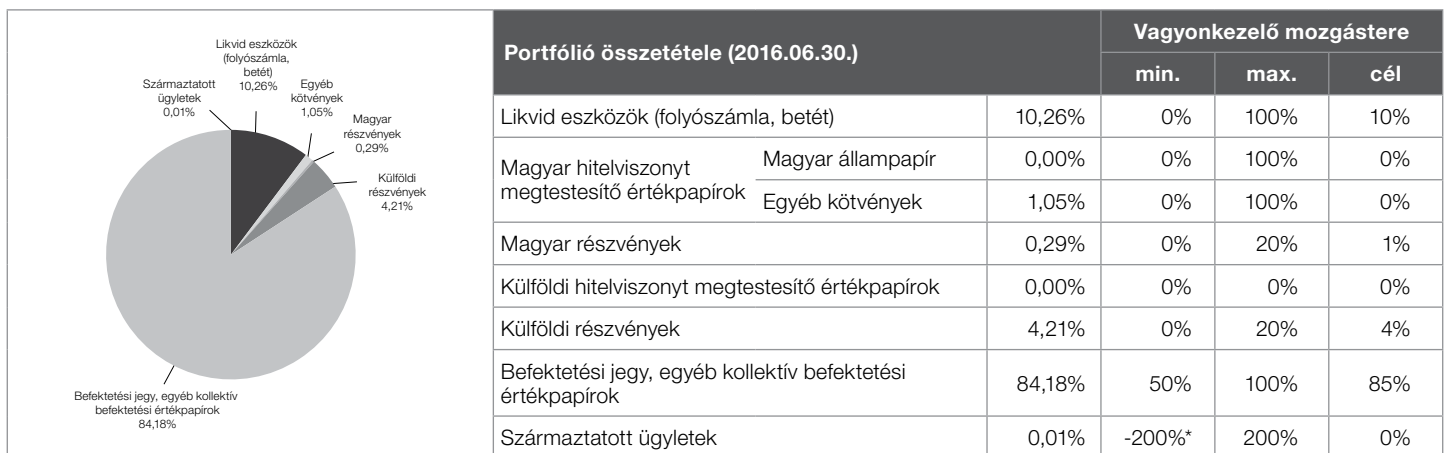 Likvid eszközök
(folyószámla,
betét)
10,26%
Származtatott
ügyletek
0,01%
Egyéb
kötvények
1,05%
Magyar
részvények
0,29%
Külföldi
részvények
4,21%
Befektetési jegy, egyéb kollektív
befektetési értékpapírok
84,18%
Portfólió összetétele (2016.06.30.)
Vagyonkezelő mozgástere
min. max. cél
Likvid eszközök (folyószámla, betét) 10,26% 0% 100% 10%
Magyar hitelviszonyt
megtestesítő értékpapírok
Magyar állampapír 0,00% 0% 100% 0%
Egyéb kötvények 1,05% 0% 100% 0%
Magyar részvények 0,29% 0% 20% 1%
Külföldi hitelviszonyt megtestesítő értékpapírok 0,00% 0% 0% 0%
Külföldi részvények 4,21% 0% 20% 4%
Befektetési jegy, egyéb kollektív befektetési
értékpapírok 84,18% 50% 100% 85%
Származtatott ügyletek 0,01% -200%* 200% 0%